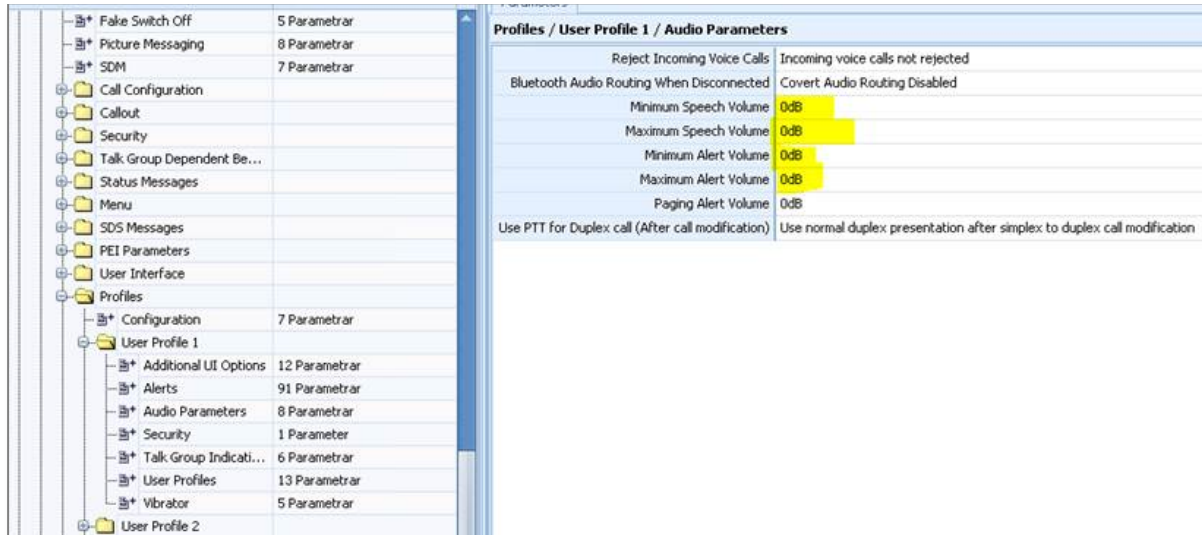 Fake Switch Off 5 Parametrar
Picture Messaging 8 Parametrar
SDM 7 Parametrar
Call Configuration
Callout
Security
Talk Group Dependent Be...
Status Messages
Menu
SDS Messages
PEI Parameters
User Interface
Profiles
Configuration 7 Parametrar
User Profile 1
Additional UI Options 12 Parametrar
Alerts 91 Parametrar
Audio Parameters 8 Parametrar
Security 1 Parameter
Talk Group Indicati... 6 Parametrar
User Profiles 13 Parametrar
Vibrator 5 Parametrar
User Profile 2
Parameters
Profiles / User Profile 1 / Audio Parameters
Reject Incoming Voice Calls Incoming voice calls not rejected
Bluetooth Audio Routing When Disconnected Covert Audio Routing Disabled
Minimum Speech Volume 0dB
Maximum Speech Volume 0dB
Minimum Alert Volume 0dB
Maximum Alert Volume 0dB
Paging Alert Volume 0dB
Use PTT for Duplex call (After call modification) Use normal duplex presentation after simplex to duplex call modification